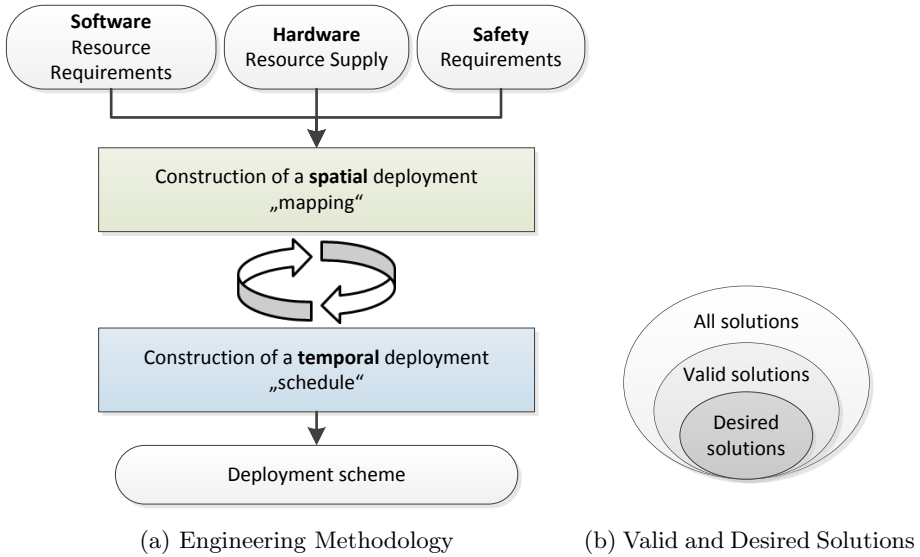 Software
Resource
Requirements
Hardware
Resource Supply
Safety
Requirements
Construction of a spatial deployment
„mapping“
Construction of a temporal deployment
„schedule“
Deployment scheme
(a) Engineering Methodology
All solutions
Valid solutions
Desired
solutions
(b) Valid and Desired Solutions